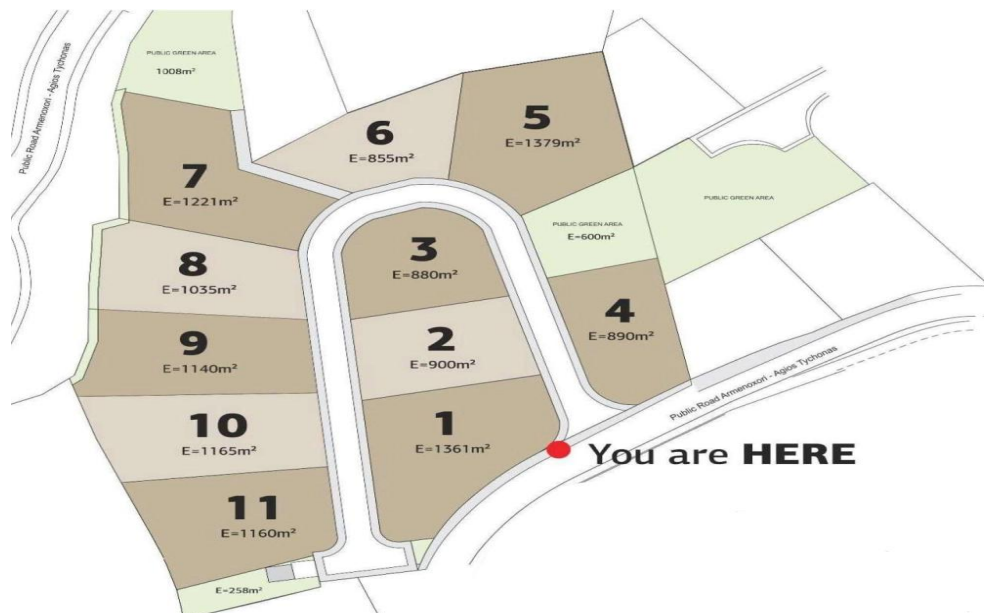 PUBLIC GREEN AREA
1008m²
Public Road Armenoxori - Agios Tychonas
5
E=1379m²
6
E=855m²
7
E=1221m²
PUBLIC GREEN AREA
PUBLIC GREEN AREA
E=600m²
3
E=880m²
8
E=1035m²
4
E=890m²
2
E=900m²
9
E=1140m²
Public Road Armenoxori - Agios Tychonas
1
E=1361m²
10
E=1165m²
You are HERE
11
E=1160m²
E=258m²